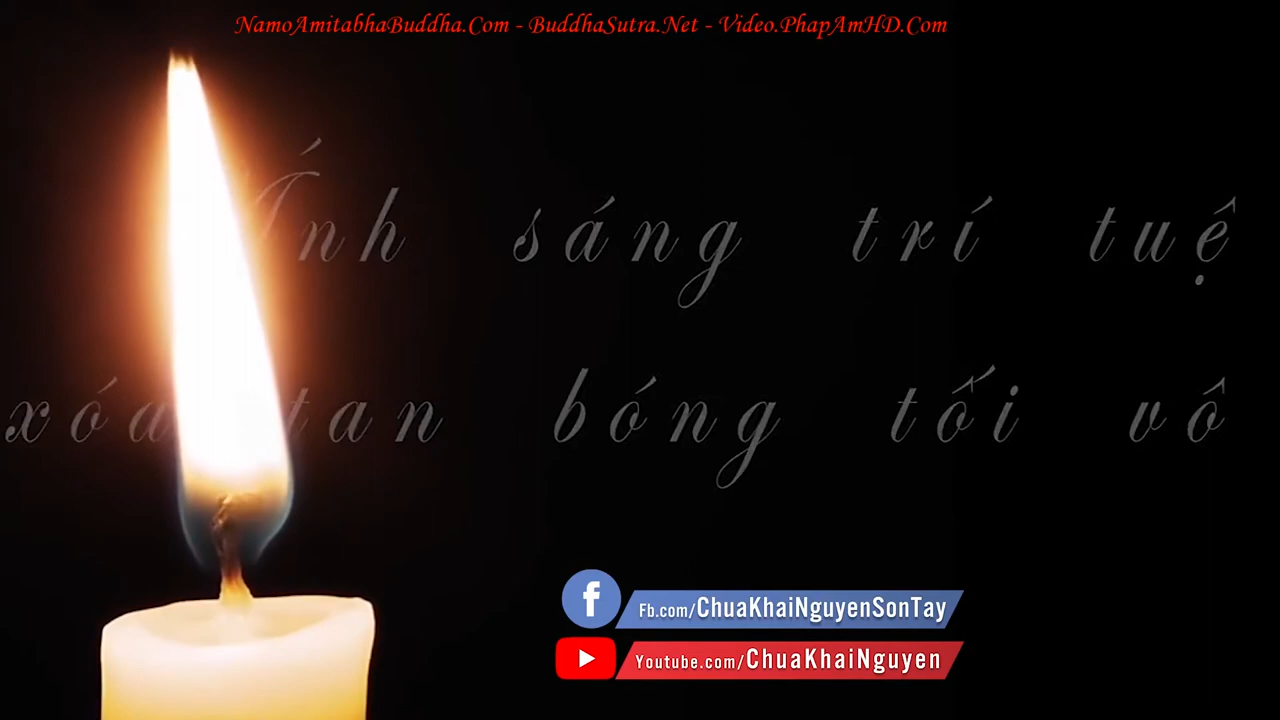 NamoAmitabhaBuddha.Com - BuddhaSutra.Net - Video.PhapAmHD.Com
Ánh sáng trí tuệ
xóa tan bóng tối vô
f Fb.com/ChuaKhaiNguyenSonTay
Youtube.com/ChuaKhaiNguyen